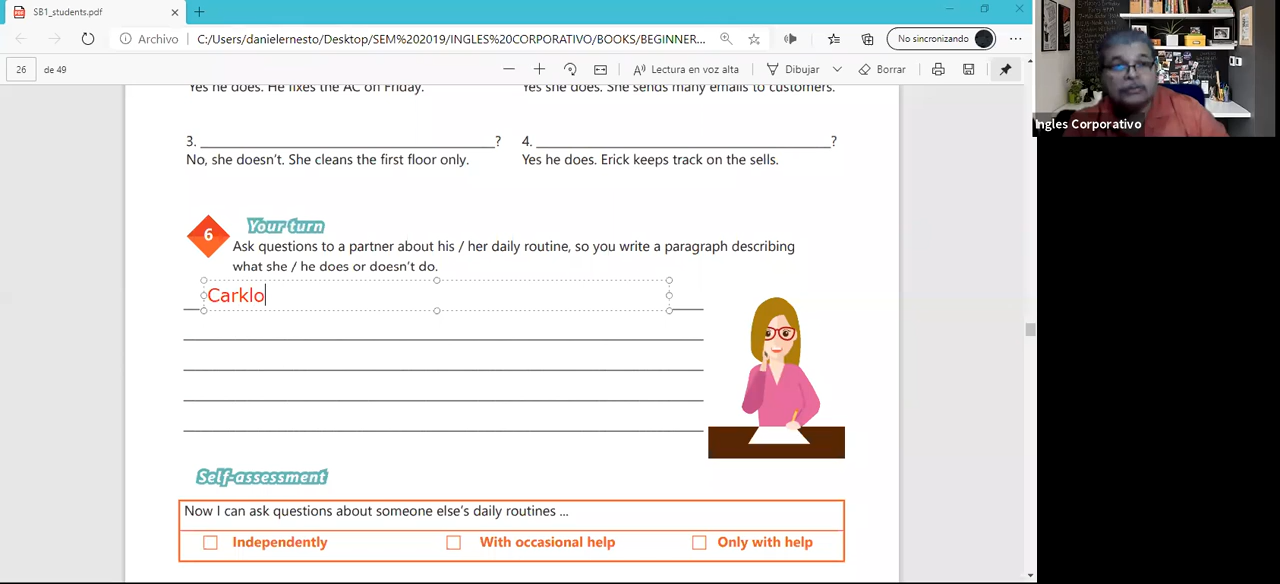 SB1_students.pdf
Archivo
C:/Users/danielernesto/Desktop/SEM%202019/INGLES%20CORPORATIVO/BOOKS/BEGINNER...
No sincronizando
26
de 49
Lectura en voz alta
Dibujar
Borrar
Yes he does. He fixes the AC on Friday.
Yes she does. She sends many emails to customers.
3. ______________________________?
4. ______________________________?
No, she doesn't. She cleans the first floor only.
Yes he does. Erick keeps track on the sells.
6
Your turn
Ask questions to a partner about his / her daily routine, so you write a paragraph describing
what she / he does or doesn't do.
Carklo
Self-assessment
Now I can ask questions about someone else's daily routines ...
Independently
With occasional help
Only with help
Ingles Corporativo